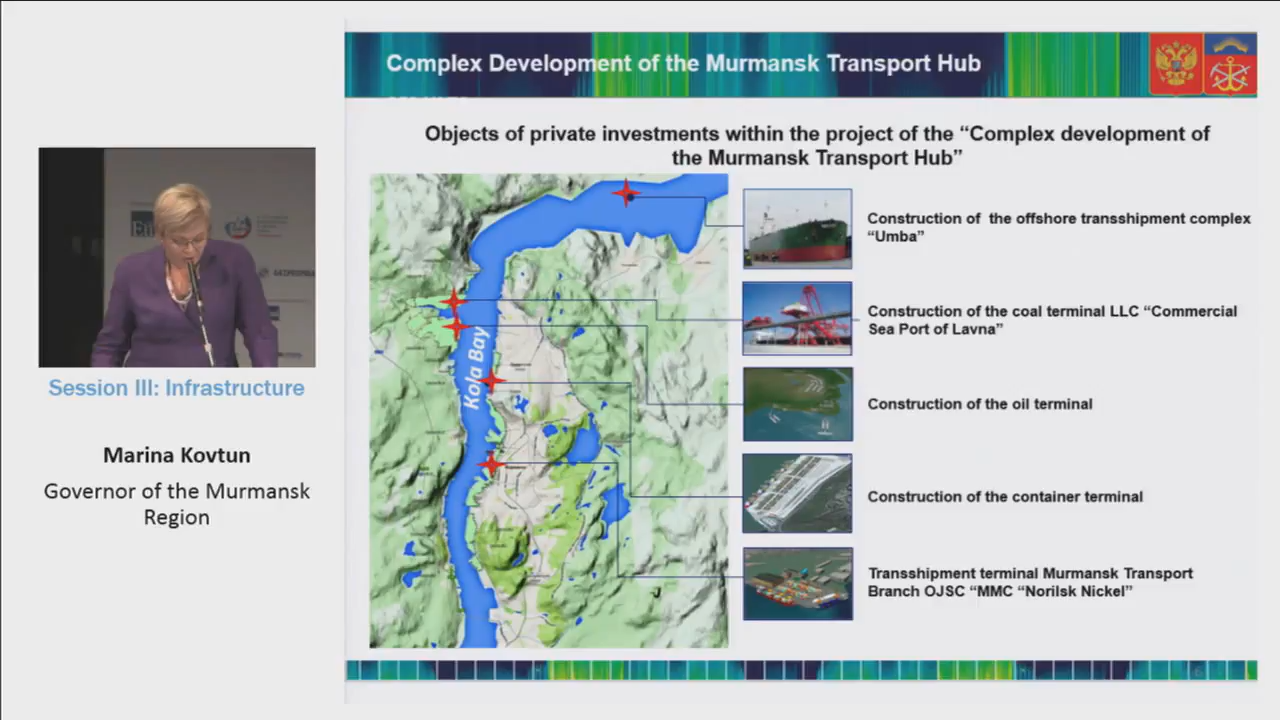 Complex Development of the Murmansk Transport Hub
Objects of private investments within the project of the “Complex development of
the Murmansk Transport Hub”
Kola Bay
Construction of the offshore transshipment complex
“Umba”
Construction of the coal terminal LLC “Commercial
Sea Port of Lavna”
Construction of the oil terminal
Construction of the container terminal
Transshipment terminal Murmansk Transport
Branch OJSC “MMC “Norilsk Nickel”
Session III: Infrastructure
Marina Kovtun
Governor of the Murmansk
Region